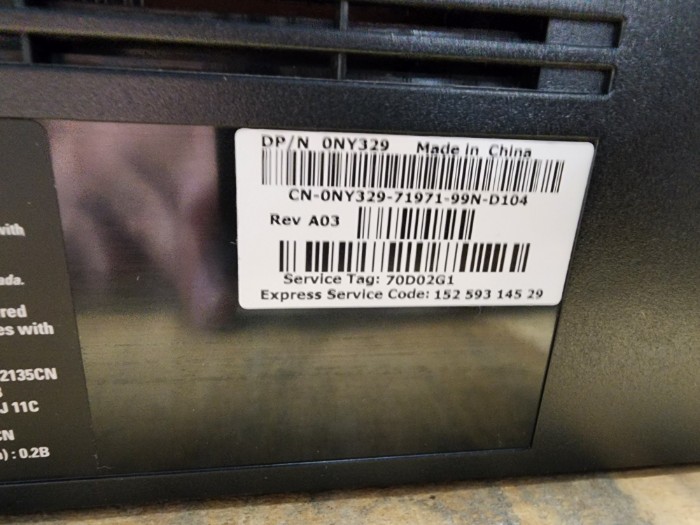 with
ada.
red
es with
2135CN
J 11C
CN
) : 0.2B
DP/N 0NY329 Made in China
CN-0NY329-71971-99N-D104
Rev A03
Service Tag: 70D02G1
Express Service Code: 152 593 145 29